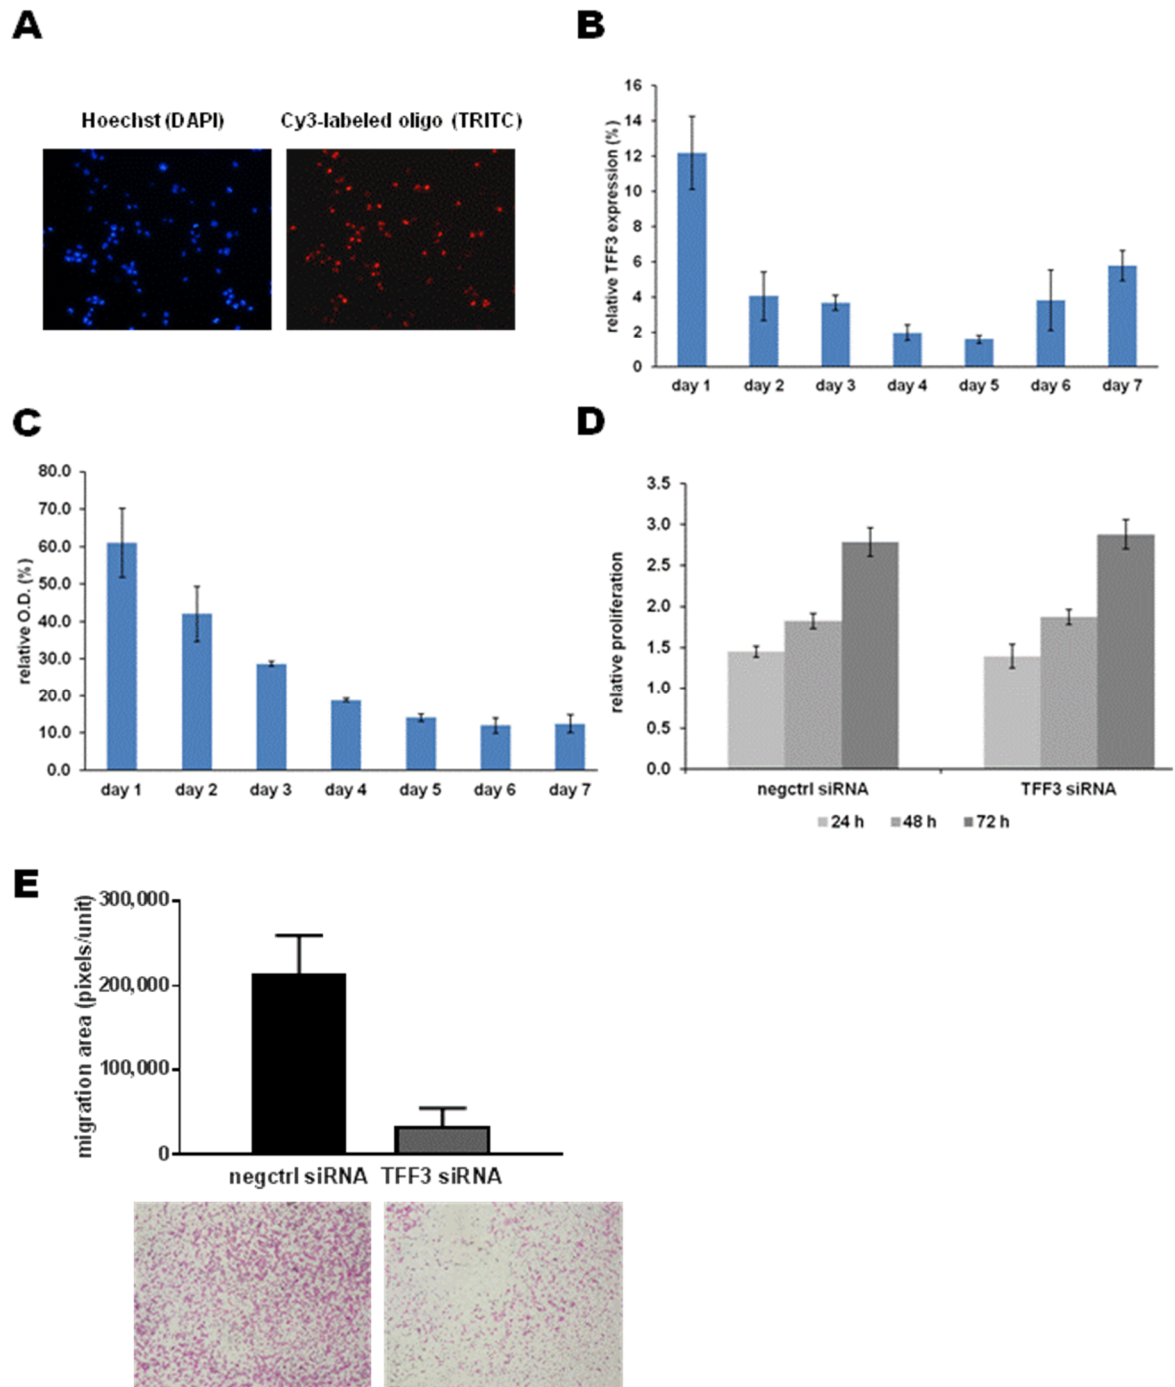 A
Hoechst (DAPI)
Cy3-labeled oligo (TRITC)
B
relative TFF3 expression (%)
16
14
12
10
8
6
4
2
0
day 1
day 2
day 3
day 4
day 5
day 6
day 7
C
relative O.D. (%)
80.0
70.0
60.0
50.0
40.0
30.0
20.0
10.0
0.0
day 1
day 2
day 3
day 4
day 5
day 6
day 7
D
relative proliferation
3.5
3.0
2.5
2.0
1.5
1.0
0.5
0.0
negctrl siRNA
TFF3 siRNA
24 h
48 h
72 h
E
migration area (pixels/unit)
300,000
200,000
100,000
0
negctrl siRNA
TFF3 siRNA